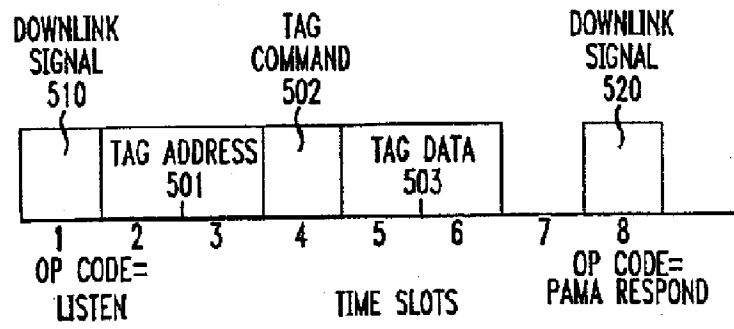 DOWNLINK
SIGNAL
510
TAG
COMMAND
502
DOWNLINK
SIGNAL
520
TAG ADDRESS
501
TAG DATA
503
1 2 3 4 5 6 7 8
OP CODE=
LISTEN
TIME SLOTS
OP CODE=
PAMA RESPOND